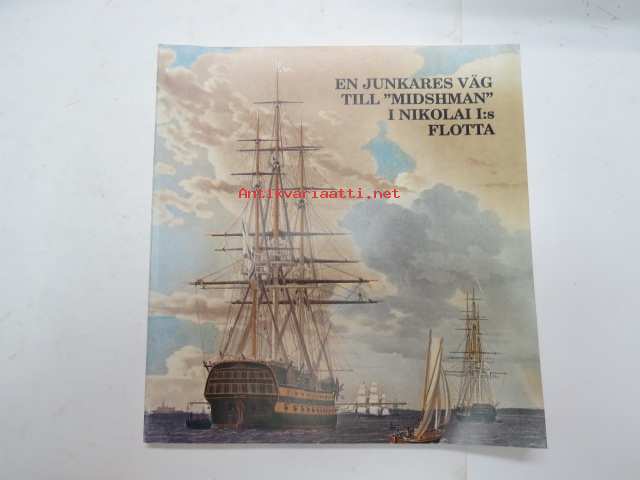 EN JUNKARES VÄG
TILL "MIDSHMAN"
I NIKOLAI I:s
FLOTTA
Antikvariaatti.net